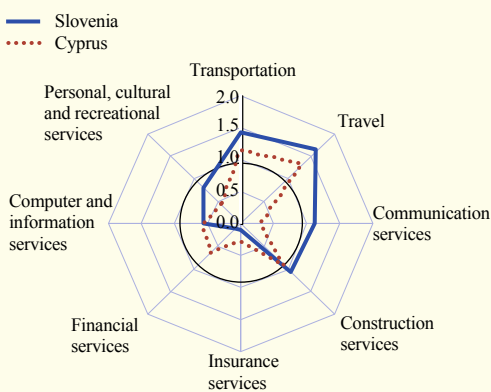 Slovenia
Cyprus
Transportation
Personal, cultural
and recreational
services
2.0
1.5
1.0
0.5
0.0
Travel
Computer and
information
services
Communication
services
Financial
services
Construction
services
Insurance
services